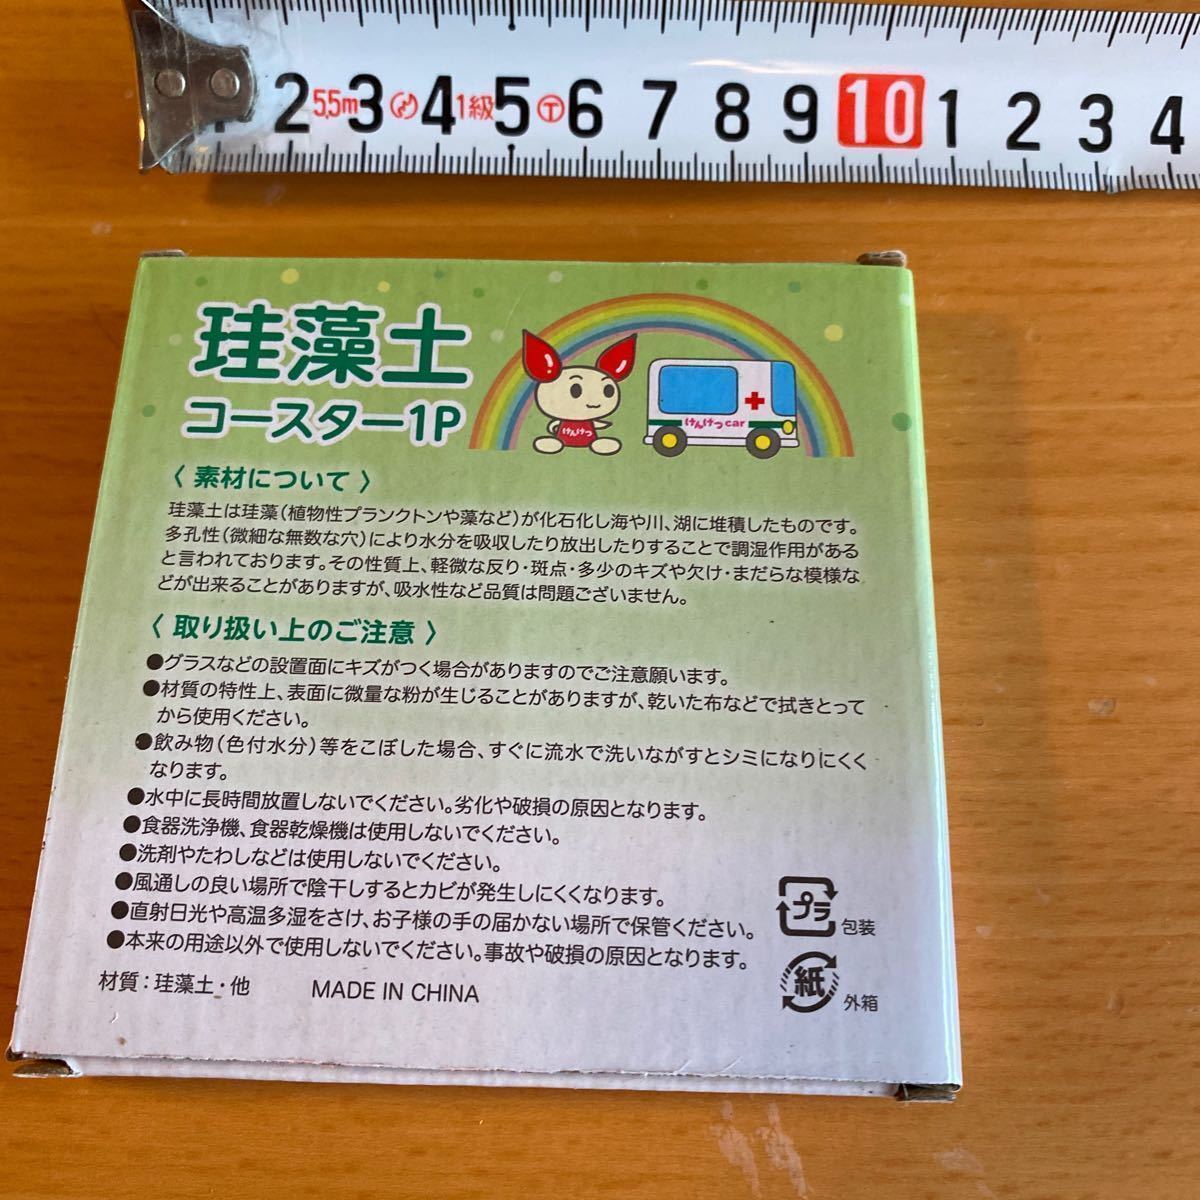 2 5.5m 3 4 1級 5 T 6 7 8 9 10 1 2 3 4
珪藻土
コースター1P
けんけつ
けんけつcar
〈 素材について 〉
珪藻土は珪藻(植物性プランクトンや藻など)が化石化し海や川、湖に堆積したものです。
多孔性(微細な無数な穴)により水分を吸収したり放出したりすることで調湿作用がある
と言われております。その性質上、軽微な反り・斑点・多少のキズや欠け・まだらな模様な
どが出来ることがありますが、吸水性など品質は問題ございません。
〈 取り扱い上のご注意 〉
●グラスなどの設置面にキズがつく場合がありますのでご注意願います。
●材質の特性上、表面に微量な粉が生じることがありますが、乾いた布などで拭きとって
から使用ください。
●飲み物(色付水分)等をこぼした場合、すぐに流水で洗いながすとシミになりにくく
なります。
●水中に長時間放置しないでください。劣化や破損の原因となります。
●食器洗浄機、食器乾燥機は使用しないでください。
●洗剤やたわしなどは使用しないでください。
●風通しの良い場所で陰干しするとカビが発生しにくくなります。
●直射日光や高温多湿をさけ、お子様の手の届かない場所で保管ください。
●本来の用途以外で使用しないでください。事故や破損の原因となります。
材質:珪藻土・他 MADE IN CHINA
プラ 包装
紙 外箱